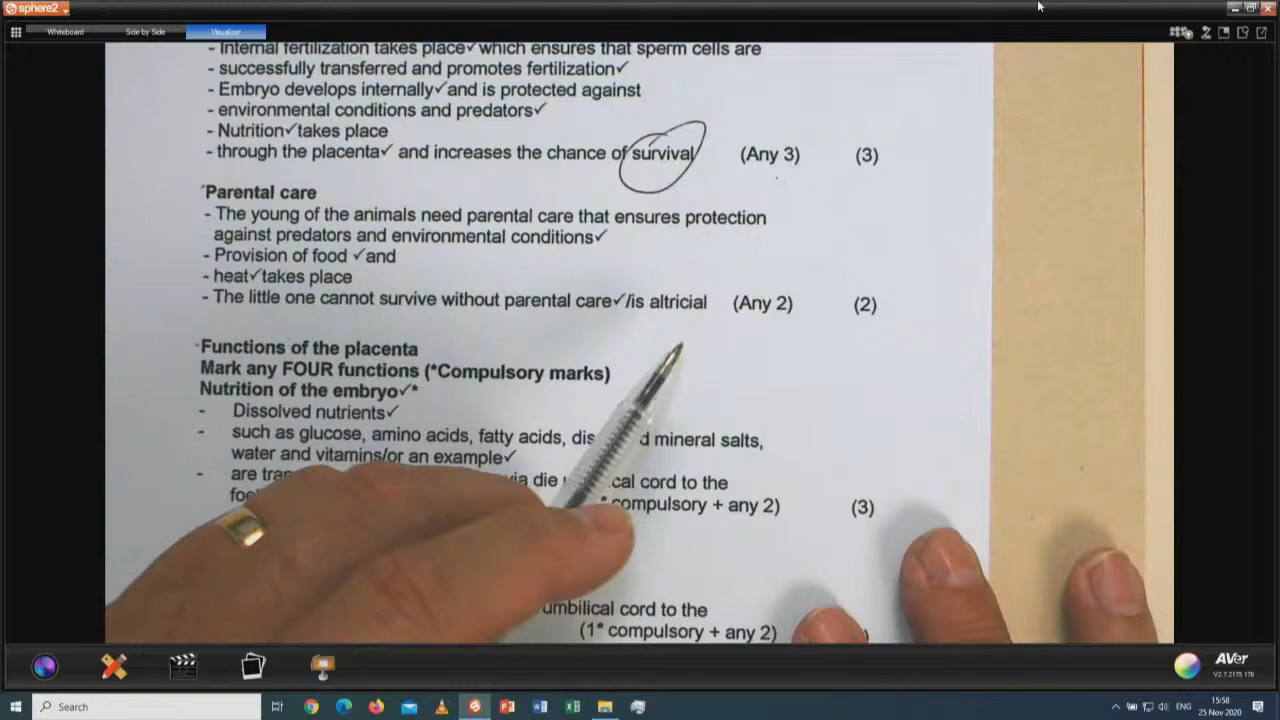 sphere2
Whiteboard Side by Side Visualizer
- Internal fertilization takes place✓which ensures that sperm cells are
- successfully transferred and promotes fertilization✓
- Embryo develops internally✓and is protected against
- environmental conditions and predators✓
- Nutrition✓takes place
- through the placenta✓ and increases the chance of survival (Any 3) (3)
Parental care
- The young of the animals need parental care that ensures protection
against predators and environmental conditions✓
- Provision of food ✓and
- heat✓takes place
- The little one cannot survive without parental care✓/is altricial (Any 2) (2)
Functions of the placenta
Mark any FOUR functions (*Compulsory marks)
Nutrition of the embryo✓*
- Dissolved nutrients✓
- such as glucose, amino acids, fatty acids, mineral salts,
water and vitamins/or an example✓
- are via die cord to the
compulsory + any 2) (3)
umbilical cord to the
(1* compulsory + any 2)
AVer
V2.7.2175.176
Search
ENG
15:58
25 Nov 2020